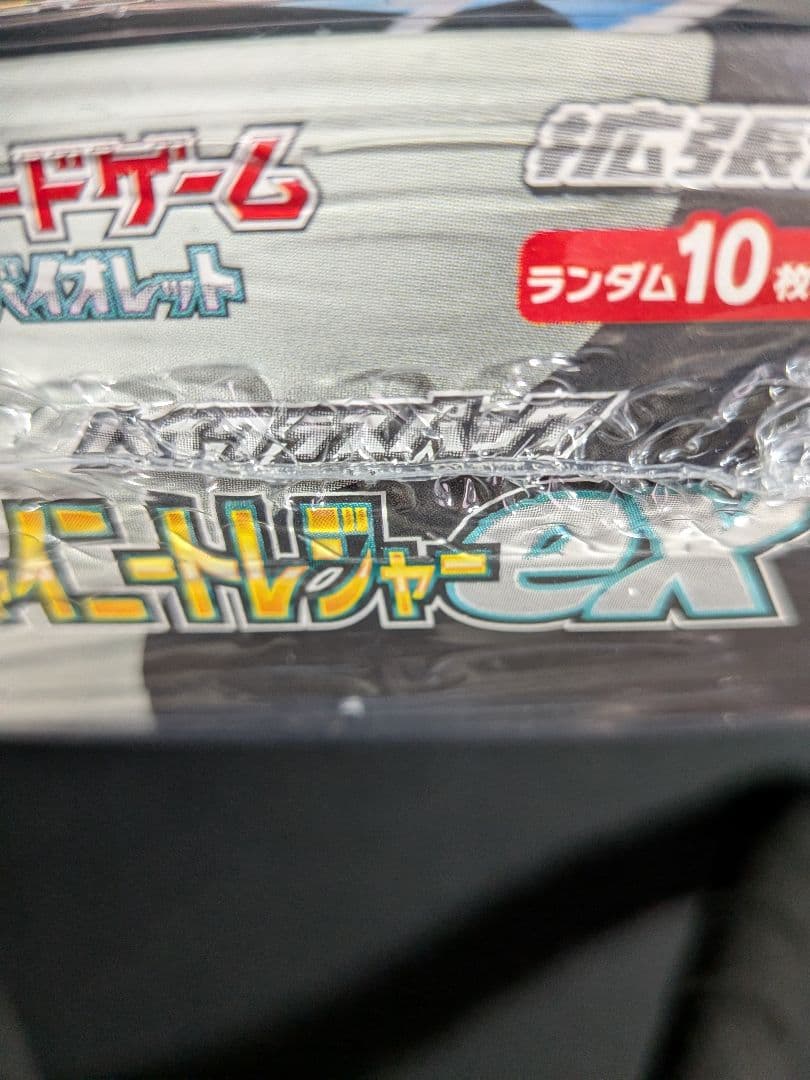 ードゲーム
拡張
バイオレット
ランダム10枚
ハイクラスパック
イニートレジャーex